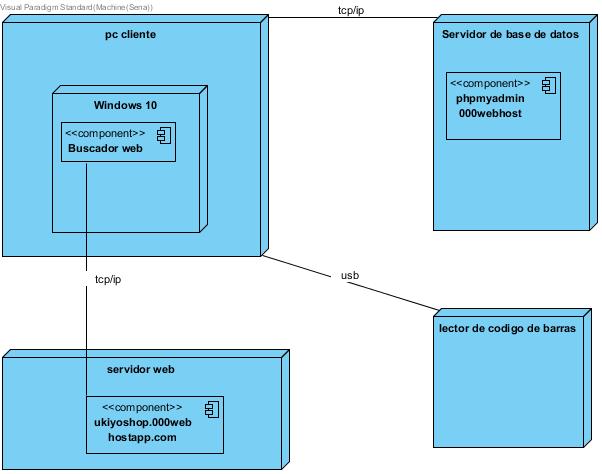 Visual Paradigm Standard(Machine(Sena))
tcp/ip
pc cliente
Servidor de base de datos
<<component>>
phpmyadmin
000webhost
Windows 10
<<component>>
Buscador web
tcp/ip
usb
lector de codigo de barras
servidor web
<<component>>
ukiyoshop.000web
hostapp.com